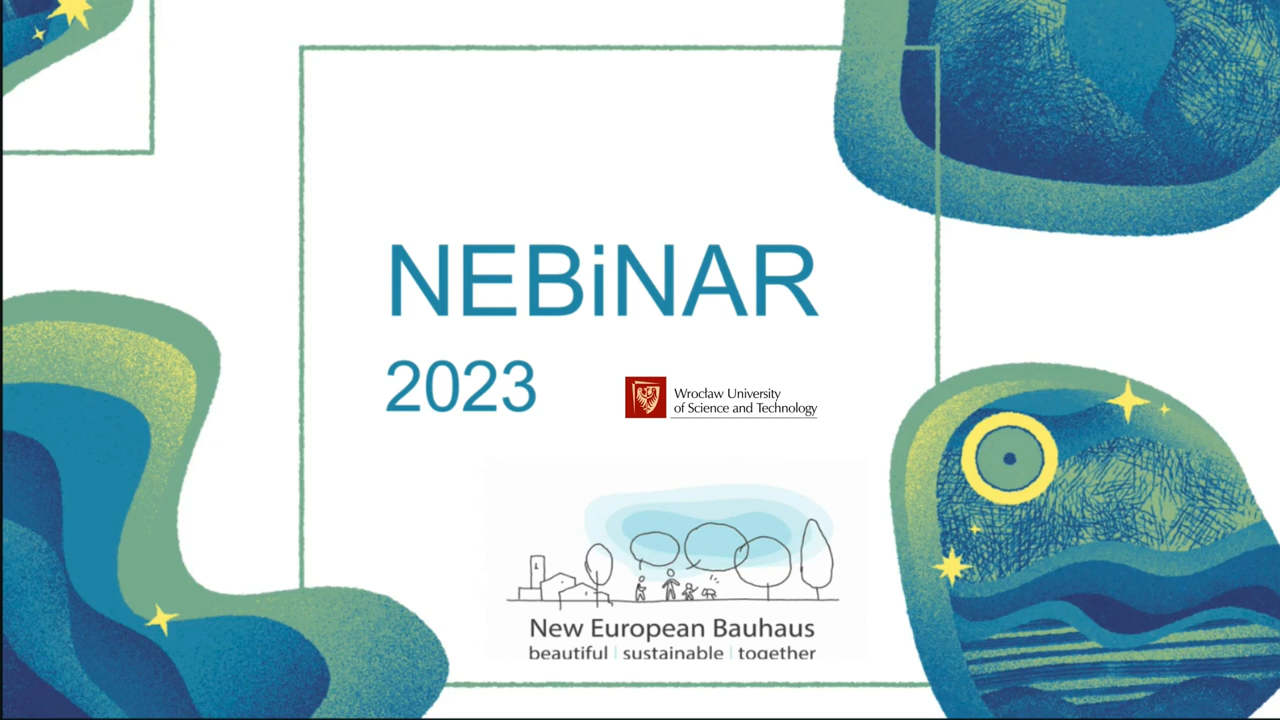 NEBiNAR
2023
Wrocław University
of Science and Technology
New European Bauhaus
beautiful | sustainable | together